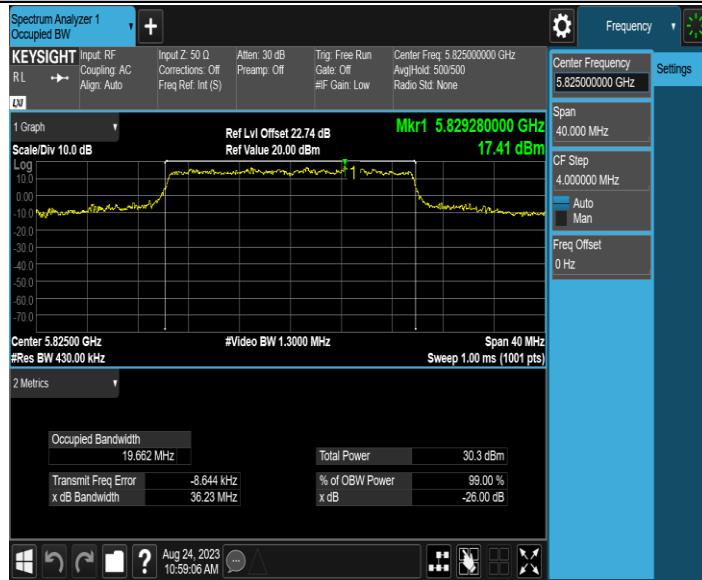 Spectrum Analyzer 1
Occupied BW
+
Frequency
KEYSIGHT
RL
LXI
Input: RF
Coupling: AC
Align: Auto
Input Z: 50 Ω
Corrections: Off
Freq Ref: Int (S)
Atten: 30 dB
Preamp: Off
Trig: Free Run
Gate: Off
#IF Gain: Low
Center Freq: 5.825000000 GHz
Avg|Hold: 500/500
Radio Std: None
Center Frequency
5.825000000 GHz
Settings
Span
40.000 MHz
CF Step
4.000000 MHz
Auto
Man
Freq Offset
0 Hz
1 Graph
Scale/Div 10.0 dB
Ref Lvl Offset 22.74 dB
Ref Value 20.00 dBm
Mkr1 5.829280000 GHz
17.41 dBm
Log
10.0
0.00
-10.0
-20.0
-30.0
-40.0
-50.0
-60.0
-70.0
1
Center 5.82500 GHz
#Res BW 430.00 kHz
#Video BW 1.3000 MHz
Span 40 MHz
Sweep 1.00 ms (1001 pts)
2 Metrics
Occupied Bandwidth
19.662 MHz
Total Power 30.3 dBm
Transmit Freq Error -8.644 kHz
% of OBW Power 99.00 %
x dB Bandwidth 36.23 MHz
x dB -26.00 dB
?
Aug 24, 2023
10:59:06 AM